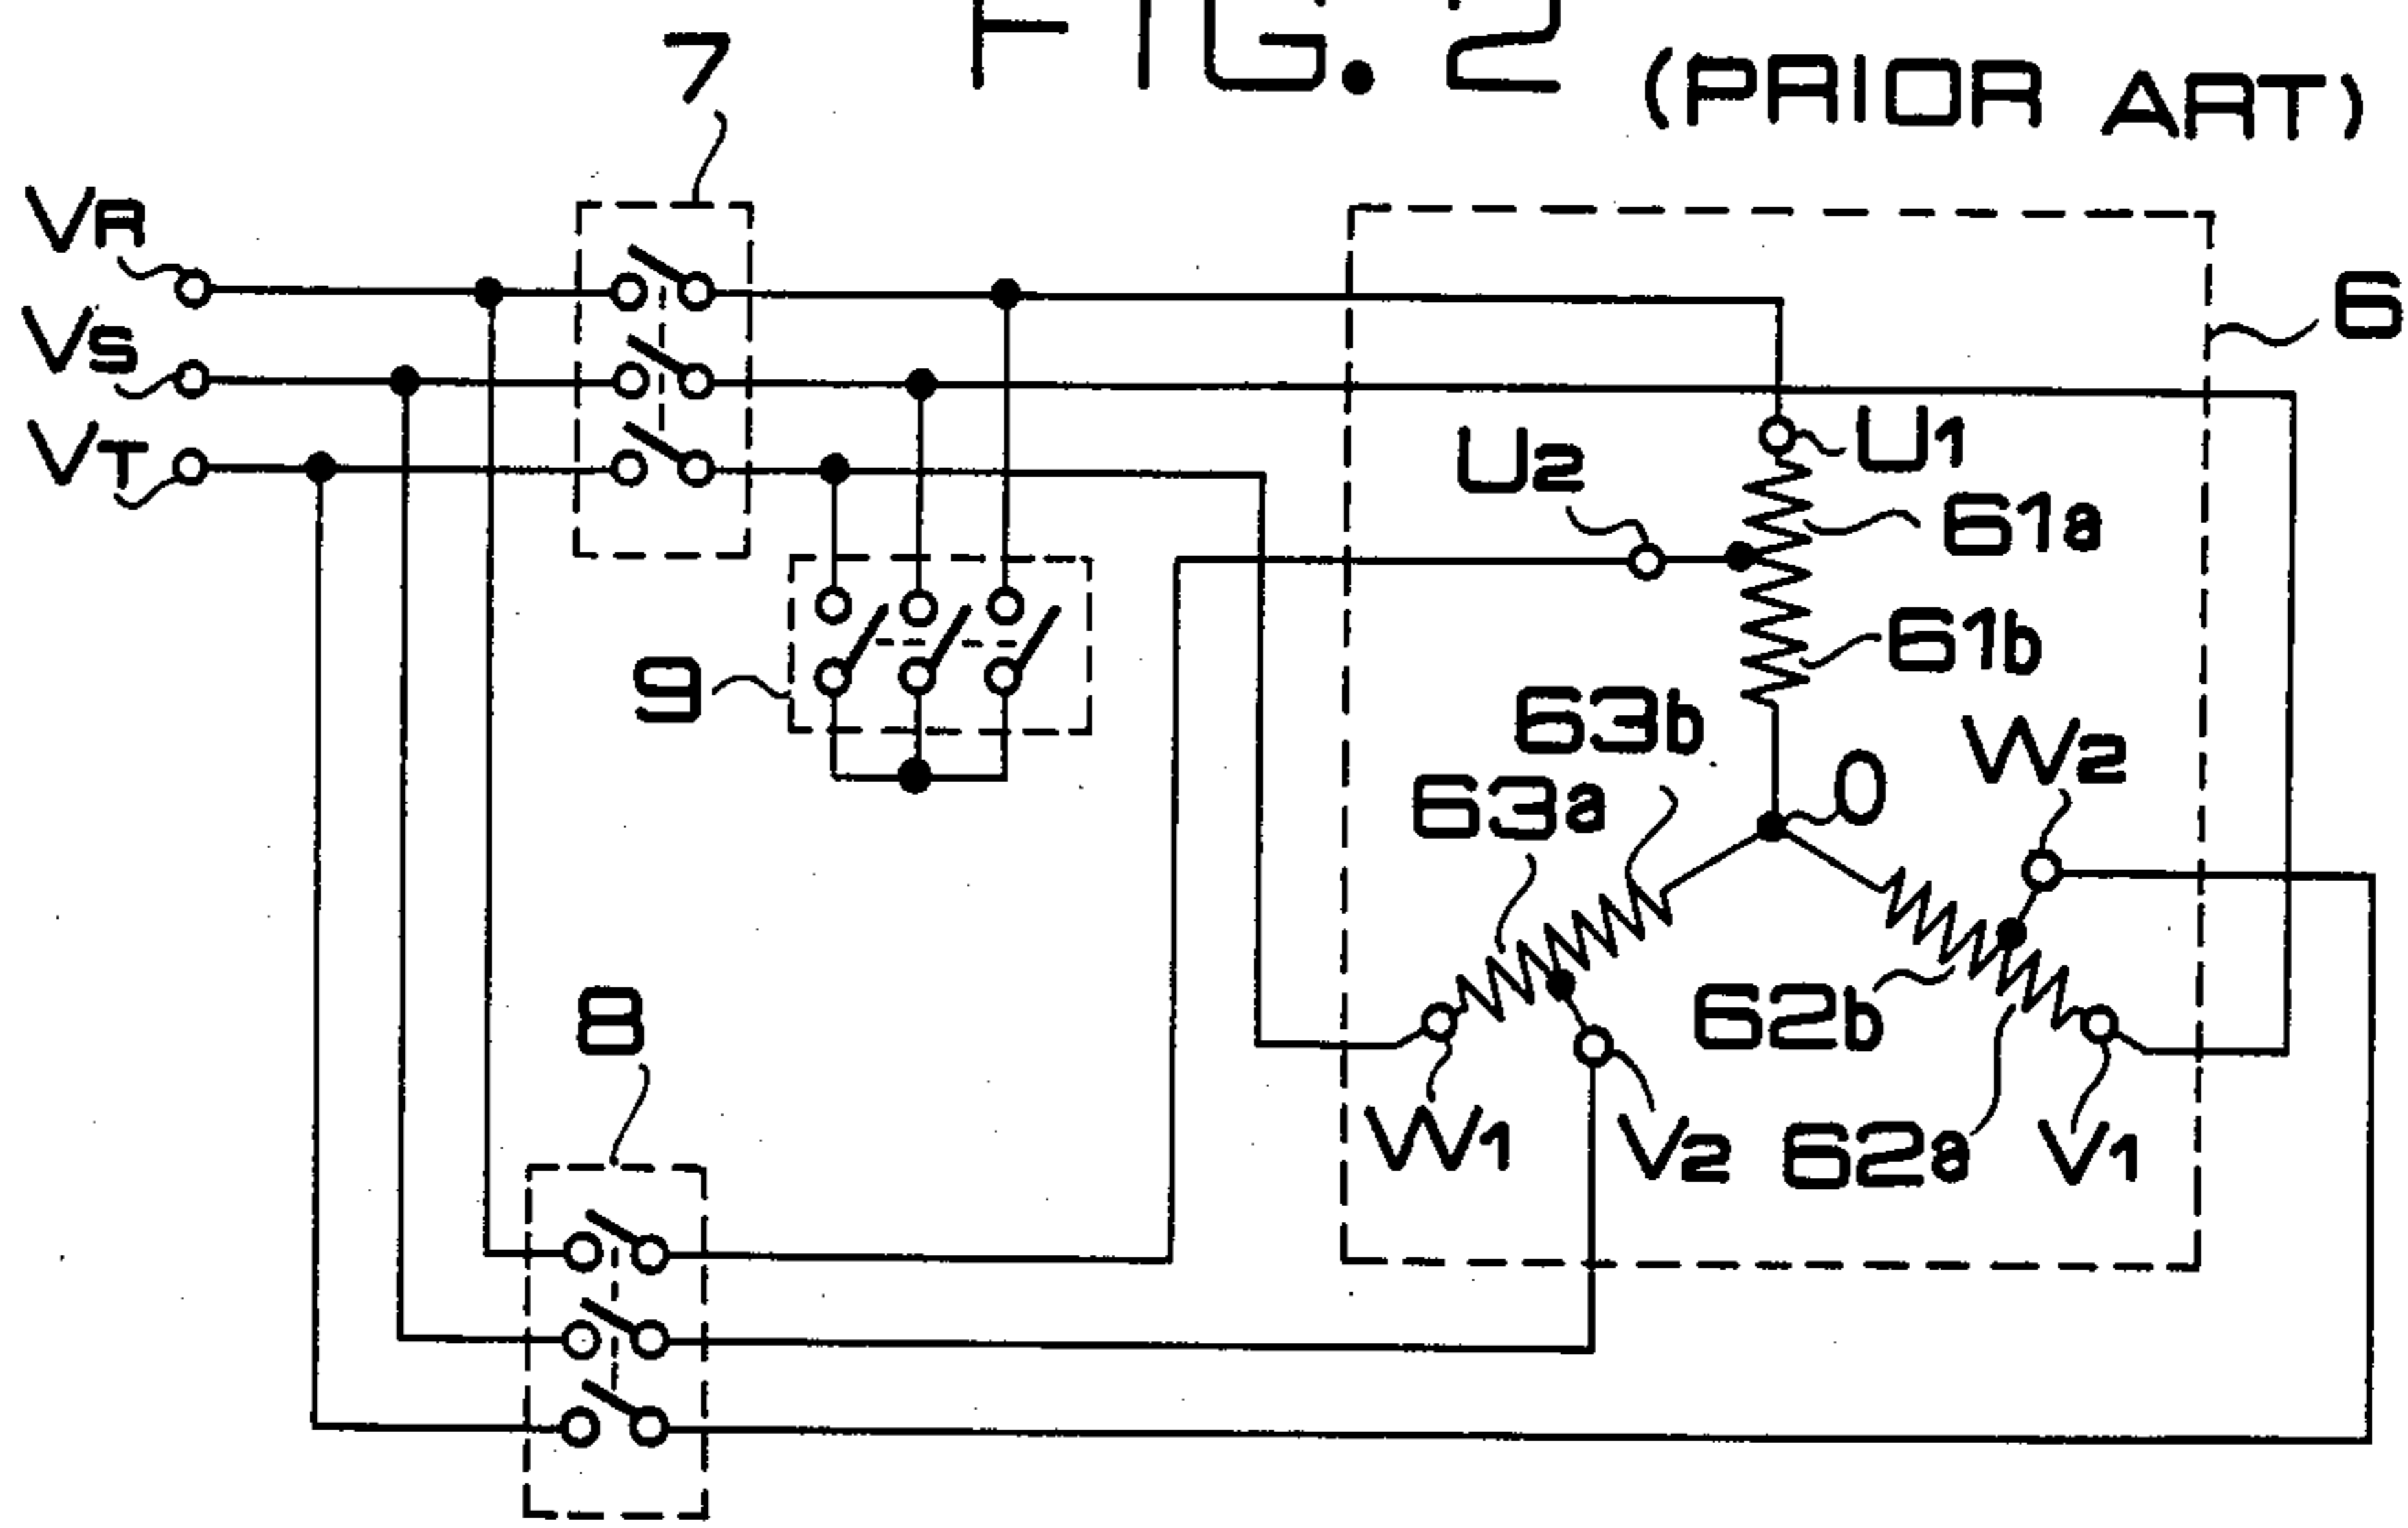 FIG. 2 (PRIOR ART)
7
VR
VS
VT
6
U1
U2
61a
61b
9
63b
63a
O
W2
8
62b
W1
V2
62a
V1